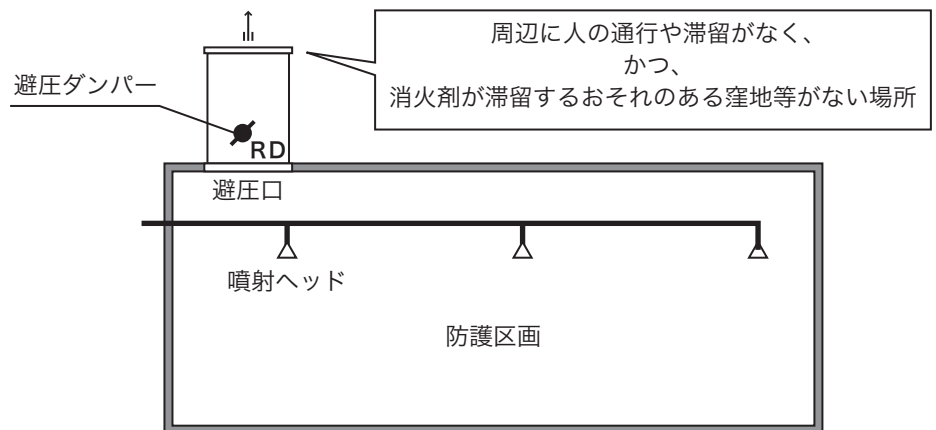 周辺に人の通行や滞留がなく、
かつ、
消火剤が滞留するおそれのある窪地等がない場所
避圧ダンパー
RD
避圧口
噴射ヘッド
防護区画